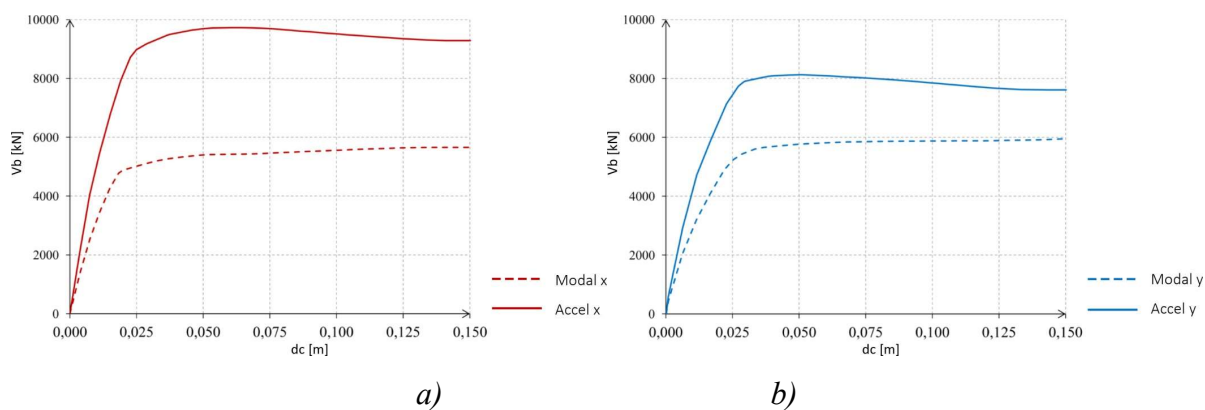 10000
8000
6000
4000
2000
0
Vb [kN]
0,000 0,025 0,050 0,075 0,100 0,125 0,150
dc [m]
Modal x
Accel x
a)
10000
8000
6000
4000
2000
0
Vb [kN]
0,000 0,025 0,050 0,075 0,100 0,125 0,150
dc [m]
Modal y
Accel y
b)